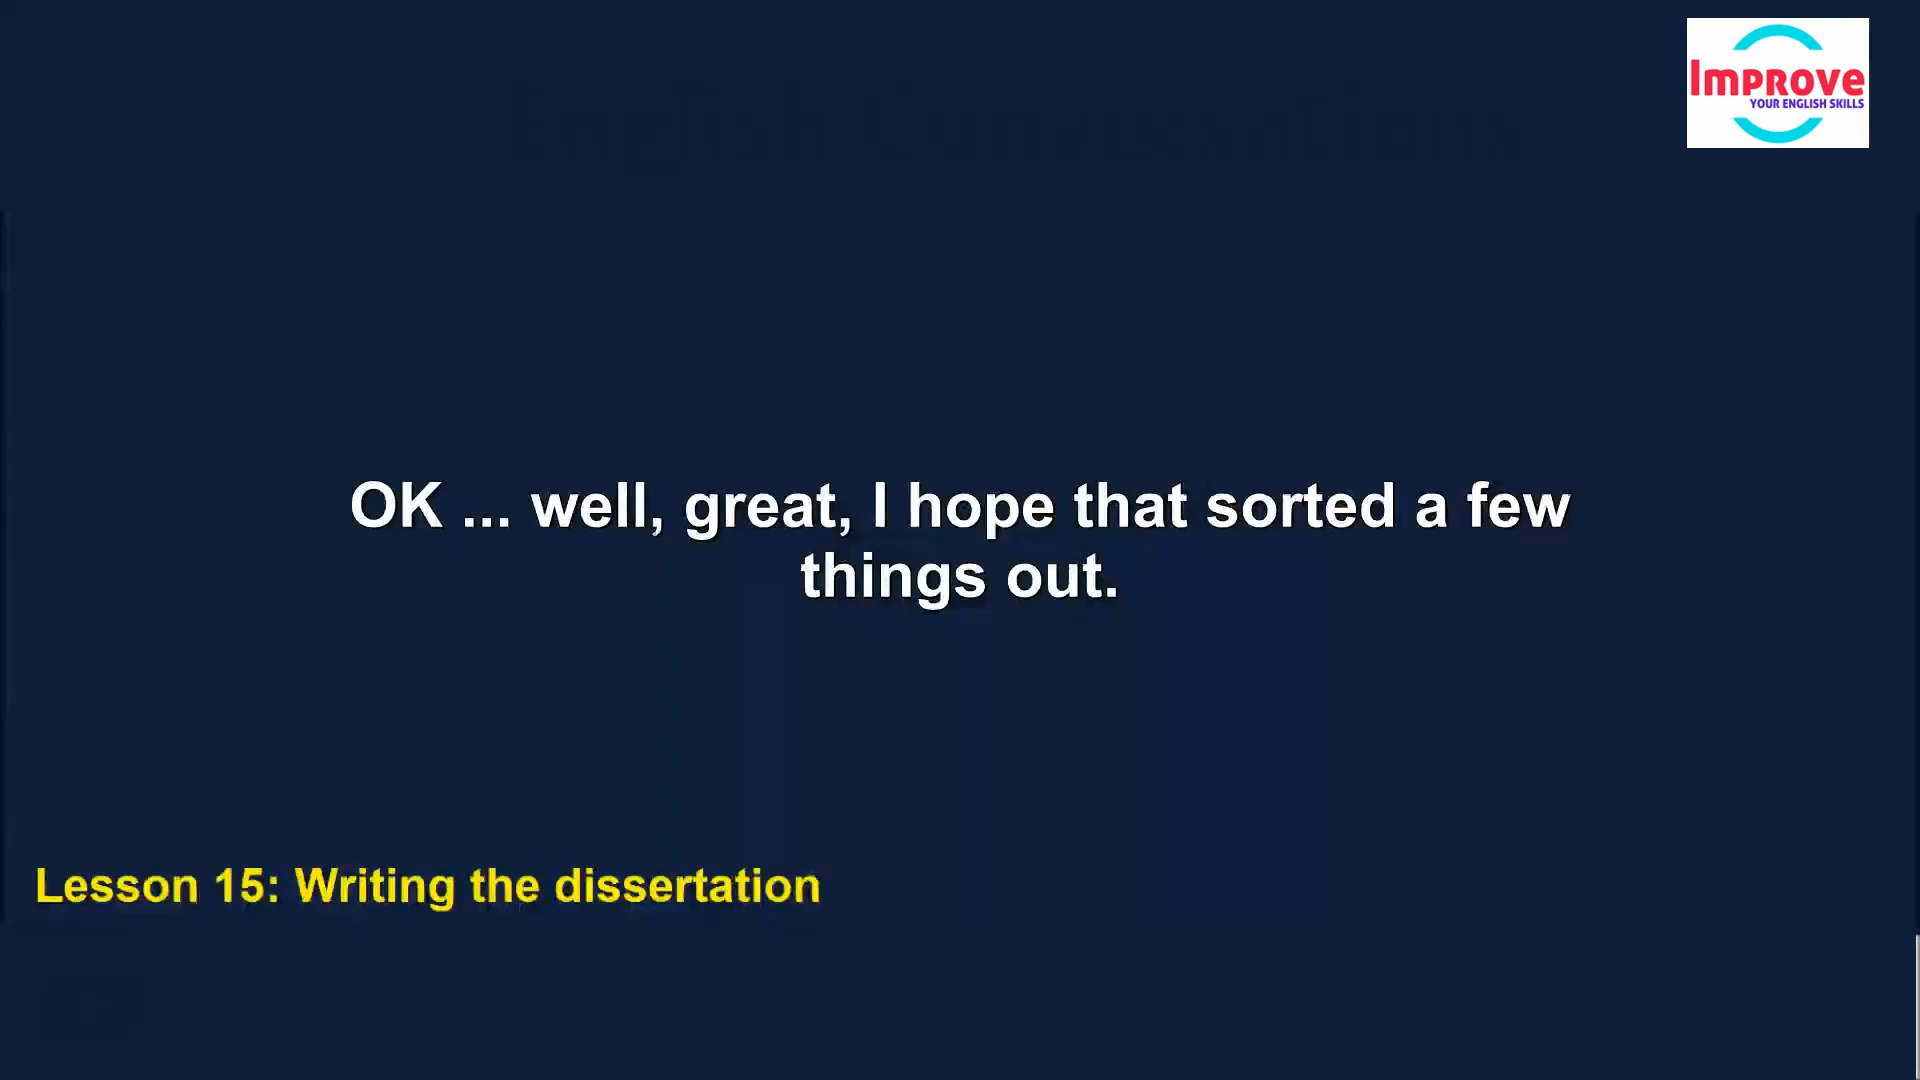 Improve
YOUR ENGLISH SKILLS
OK ... well, great, I hope that sorted a few
things out.
Lesson 15: Writing the dissertation